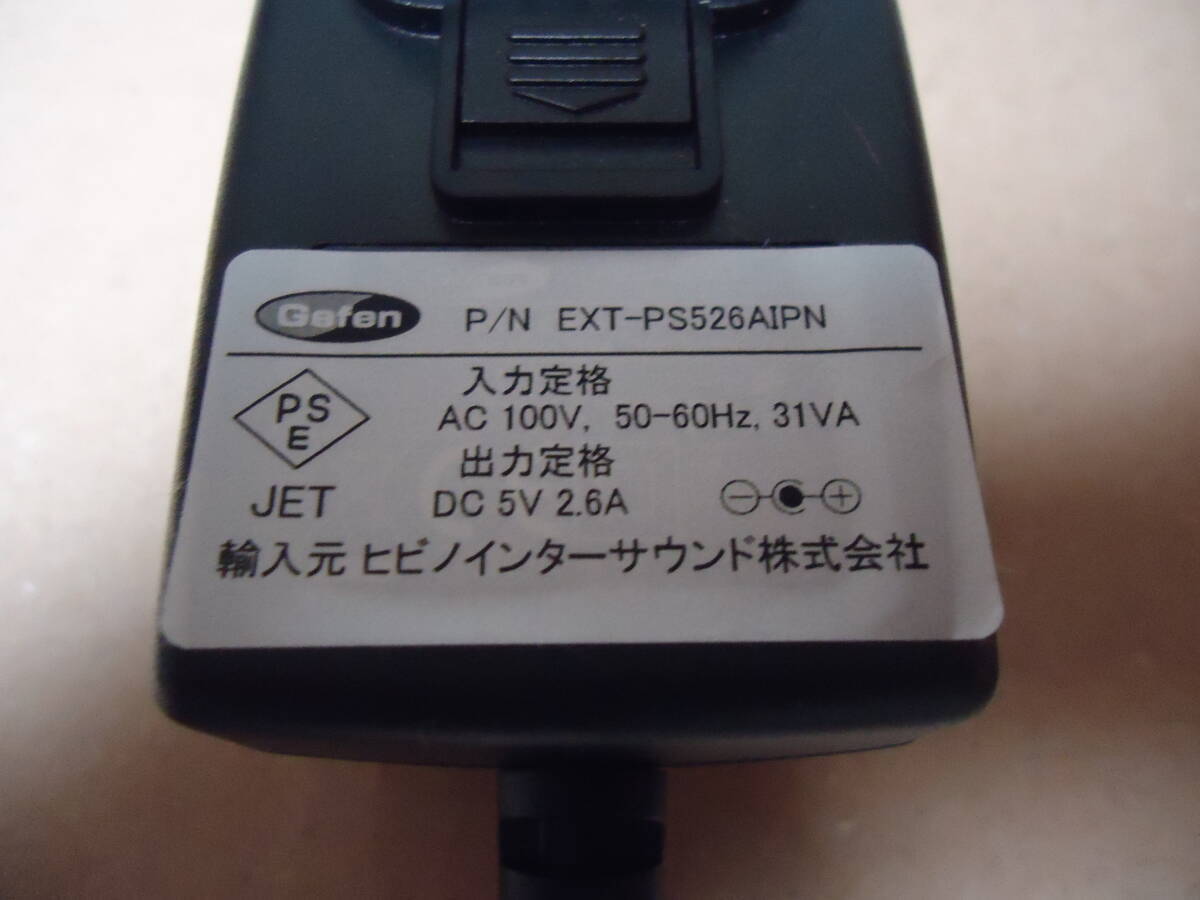 Gefen P/N EXT-PS526AIPN
入力定格
PS E AC 100V, 50-60Hz, 31VA
出力定格
JET DC 5V 2.6A
輸入元 ヒビノインターサウンド株式会社